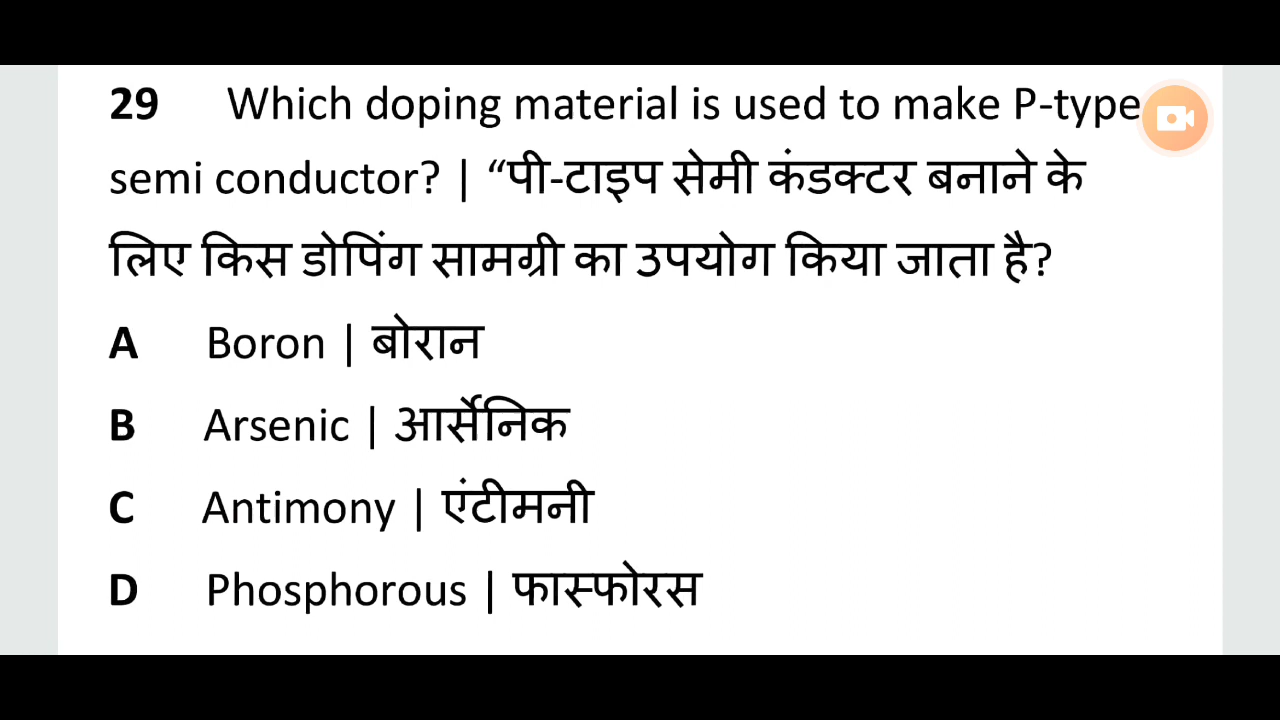 29 Which doping material is used to make P-type
semi conductor? | “पी-टाइप सेमी कंडक्टर बनाने के
लिए किस डोपिंग सामग्री का उपयोग किया जाता है?
A Boron | बोरान
B Arsenic | आर्सेनिक
C Antimony | एंटीमनी
D Phosphorous | फास्फोरस